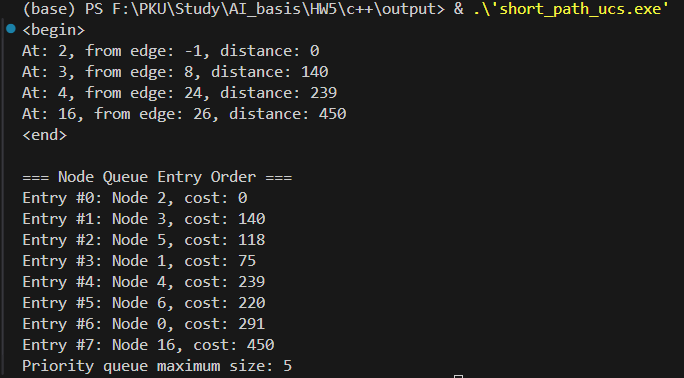 (base) PS F:\PKU\Study\AI_basis\HW5\c++\output> & .\'short_path_ucs.exe'
<begin>
At: 2, from edge: -1, distance: 0
At: 3, from edge: 8, distance: 140
At: 4, from edge: 24, distance: 239
At: 16, from edge: 26, distance: 450
<end>
=== Node Queue Entry Order ===
Entry #0: Node 2, cost: 0
Entry #1: Node 3, cost: 140
Entry #2: Node 5, cost: 118
Entry #3: Node 1, cost: 75
Entry #4: Node 4, cost: 239
Entry #5: Node 6, cost: 220
Entry #6: Node 0, cost: 291
Entry #7: Node 16, cost: 450
Priority queue maximum size: 5